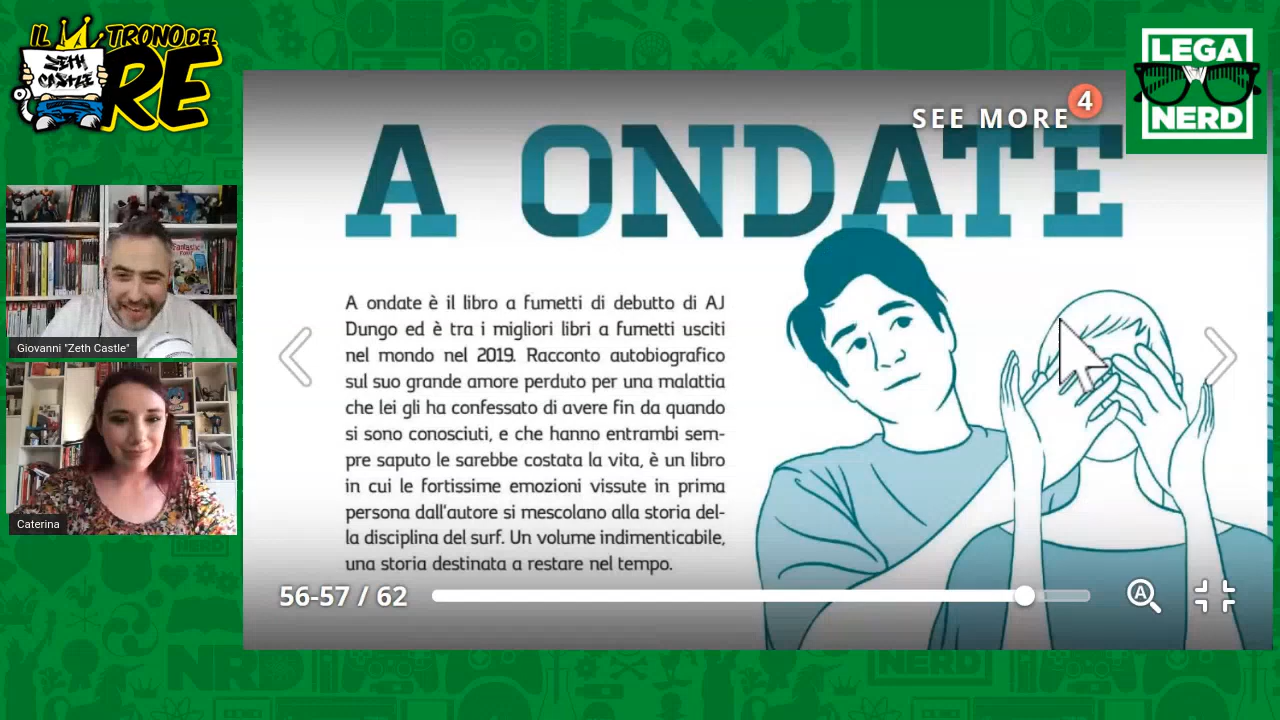 IL TRONO DEL
RE
ZETH
CASTLE
LEGA
NERD
SEE MORE
4
A ONDATE
A ondate è il libro a fumetti di debutto di AJ
Dungo ed è tra i migliori libri a fumetti usciti
nel mondo nel 2019. Racconto autobiografico
sul suo grande amore perduto per una malattia
che lei gli ha confessato di avere fin da quando
si sono conosciuti, e che hanno entrambi sem-
pre saputo le sarebbe costata la vita, è un libro
in cui le fortissime emozioni vissute in prima
persona dall'autore si mescolano alla storia del-
la disciplina del surf. Un volume indimenticabile,
una storia destinata a restare nel tempo.
56-57 / 62
A
Fantastic
Four
Giovanni "Zeth Castle"
Caterina
NERD
NRD
NERD